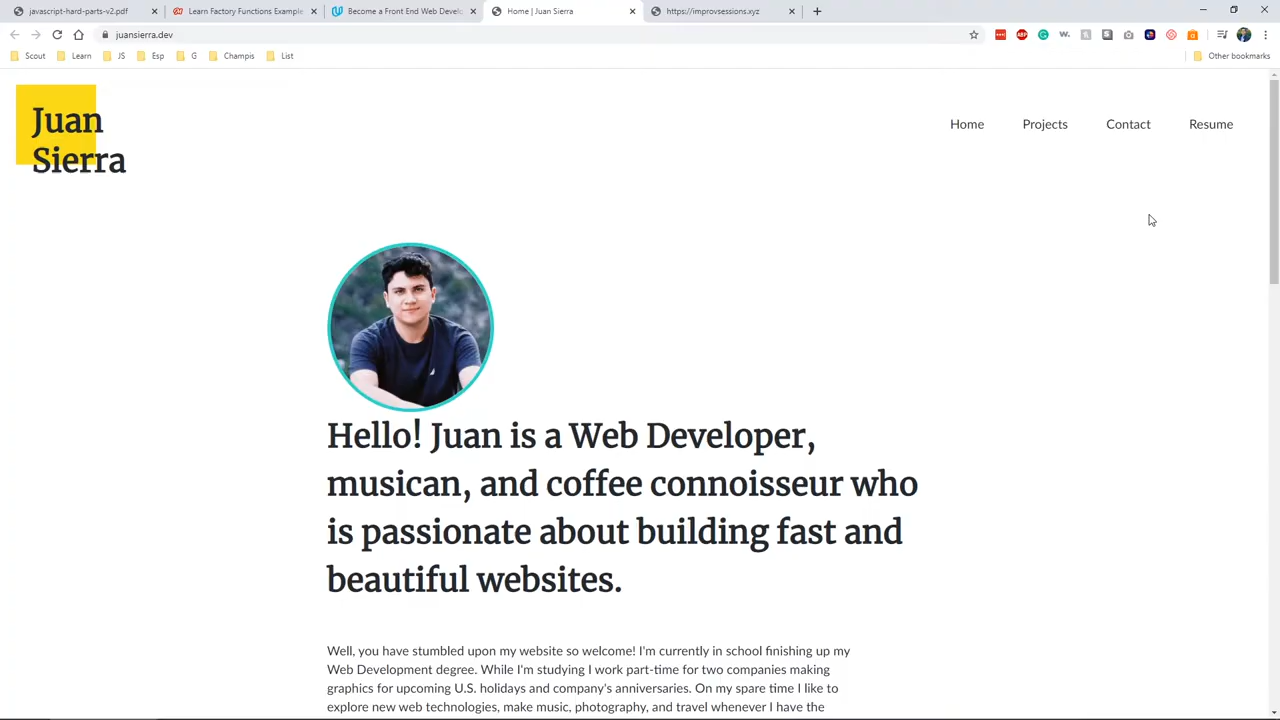 javascript-hard-parts-v2.pdf
Learn Factory Functions Example
Become a Front End Web Develo
Home | Juan Sierra
https://improvsessions.xyz
juansierra.dev
Scout
Learn
JS
Esp
G
Champis
List
Other bookmarks
Juan
Sierra
Home
Projects
Contact
Resume
Hello! Juan is a Web Developer,
musican, and coffee connoisseur who
is passionate about building fast and
beautiful websites.
Well, you have stumbled upon my website so welcome! I'm currently in school finishing up my
Web Development degree. While I'm studying I work part-time for two companies making
graphics for upcoming U.S. holidays and company's anniversaries. On my spare time I like to
explore new web technologies, make music, photography, and travel whenever I have the